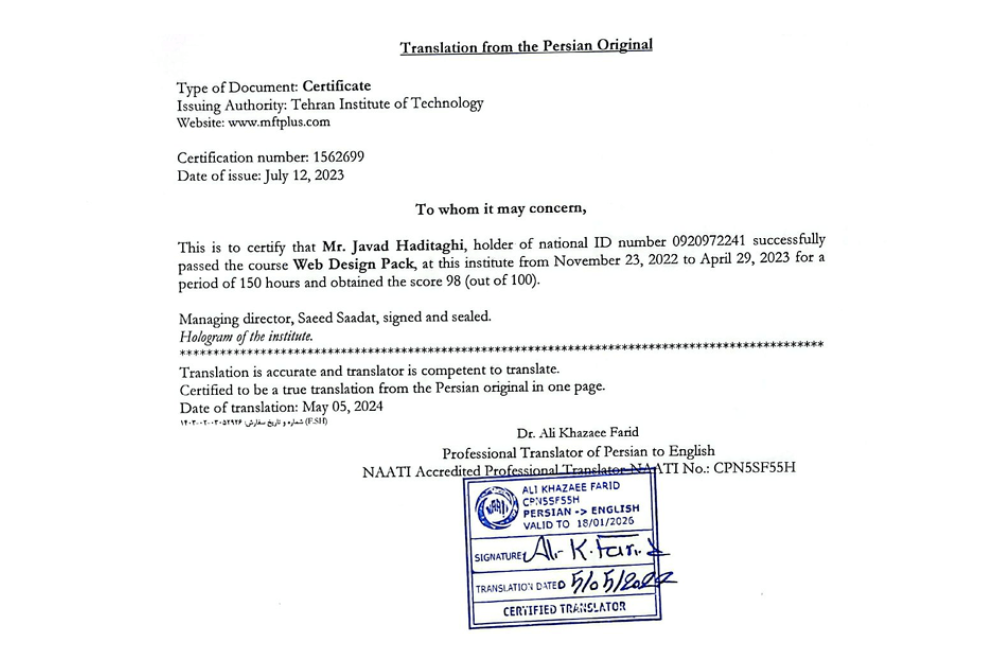 Translation from the Persian Original
Type of Document: Certificate
Issuing Authority: Tehran Institute of Technology
Website: www.mftplus.com
Certification number: 1562699
Date of issue: July 12, 2023
To whom it may concern,
This is to certify that Mr. Javad Haditaghi, holder of national ID number 0920972241 successfully
passed the course Web Design Pack, at this institute from November 23, 2022 to April 29, 2023 for a
period of 150 hours and obtained the score 98 (out of 100).
Managing director, Saeed Saadat, signed and sealed.
Hologram of the institute.
************************************************************************************************
Translation is accurate and translator is competent to translate.
Certified to be a true translation from the Persian original in one page.
Date of translation: May 05, 2024
شماره و تاریخ سفارش: (F.SH)
Dr. Ali Khazaee Farid
Professional Translator of Persian to English
NAATI Accredited Professional Translator NAATI No.: CPN5SF55H
ALI KHAZAEE FARID
CPN5SF55H
PERSIAN -> ENGLISH
VALID TO 18/01/2026
NAATI
SIGNATURE: Ali K. Farid
TRANSLATION DATED 5/05/2024
CERTIFIED TRANSLATOR